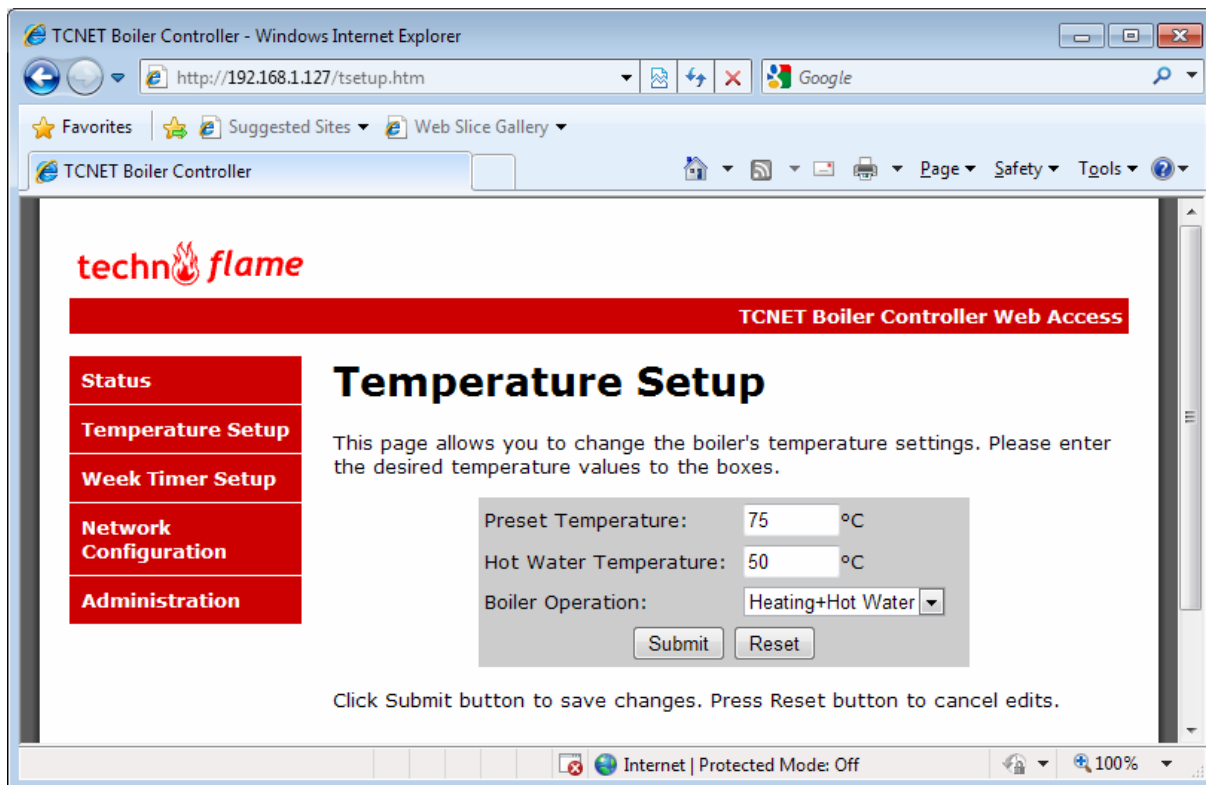 TCNET Boiler Controller - Windows Internet Explorer
http://192.168.1.127/tsetup.htm
Google
Favorites
Suggested Sites
Web Slice Gallery
TCNET Boiler Controller
Page
Safety
Tools
techn flame
TCNET Boiler Controller Web Access
Status
Temperature Setup
Week Timer Setup
Network
Configuration
Administration
Temperature Setup
This page allows you to change the boiler's temperature settings. Please enter
the desired temperature values to the boxes.
Preset Temperature: 75 °C
Hot Water Temperature: 50 °C
Boiler Operation: Heating+Hot Water
Submit Reset
Click Submit button to save changes. Press Reset button to cancel edits.
Internet | Protected Mode: Off
100%